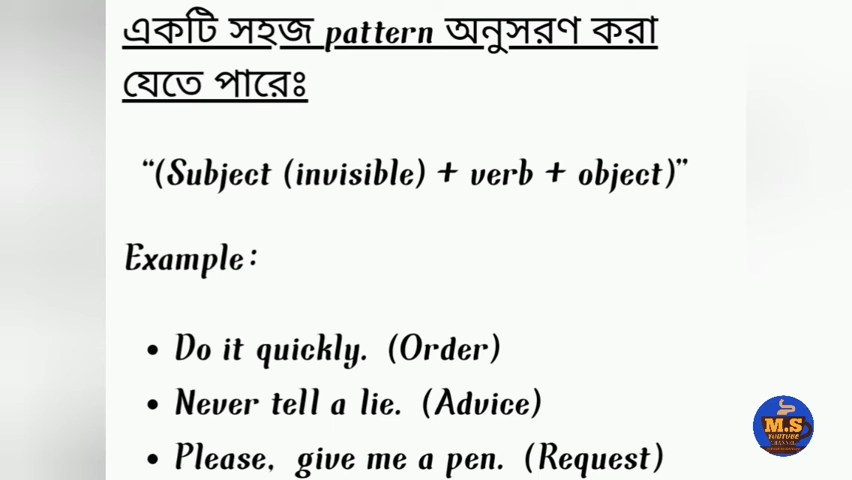 একটি সহজ pattern অনুসরণ করা
যেতে পারেঃ
“(Subject (invisible) + verb + object)”
Example:
• Do it quickly. (Order)
• Never tell a lie. (Advice)
• Please, give me a pen. (Request)
M.S
YOUTUBE